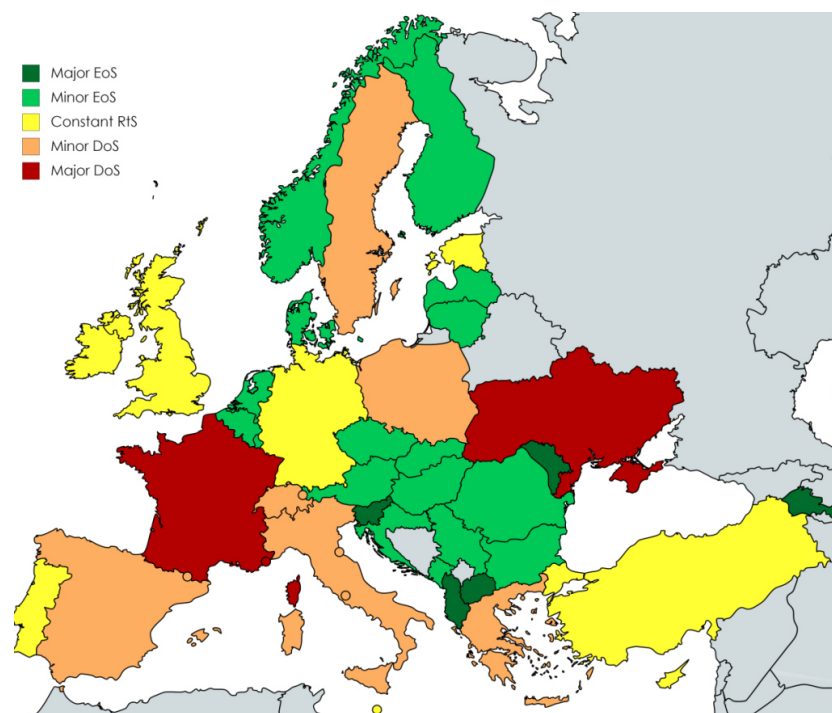 Major EoS
Minor EoS
Constant RtS
Minor DoS
Major DoS